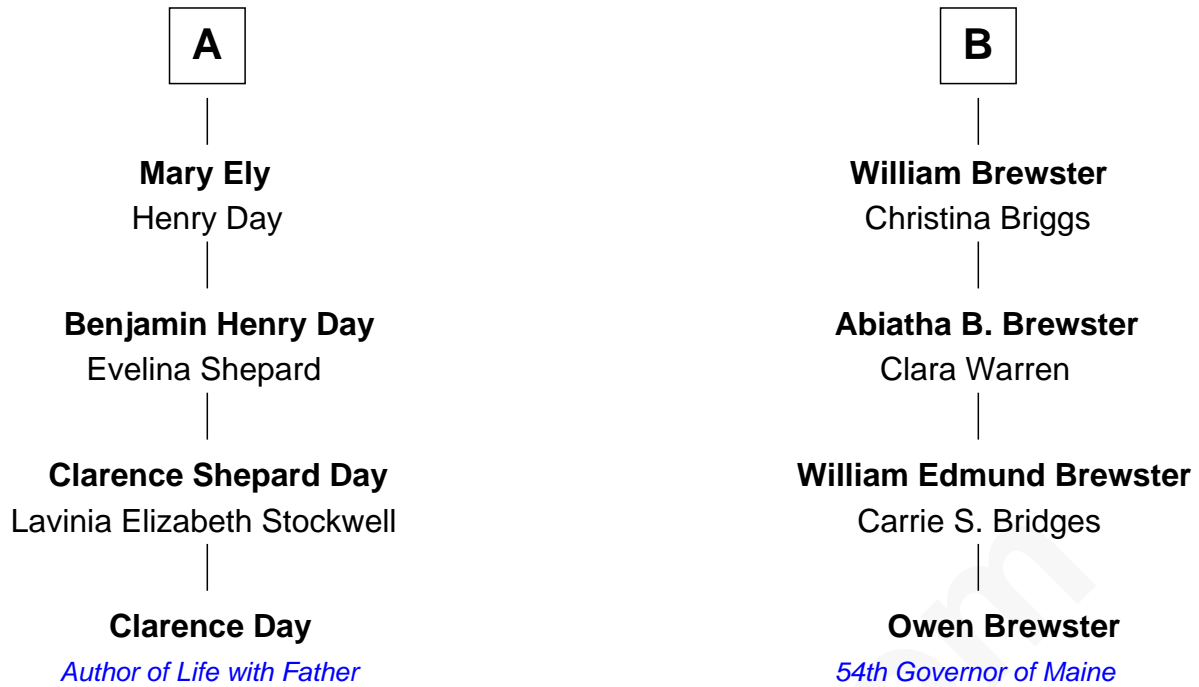 A
B
Mary Ely
Henry Day
William Brewster
Christina Briggs
Benjamin Henry Day
Evelina Shepard
Abiatha B. Brewster
Clara Warren
Clarence Shepard Day
Lavinia Elizabeth Stockwell
William Edmund Brewster
Carrie S. Bridges
Clarence Day
Author of Life with Father
Owen Brewster
54th Governor of Maine